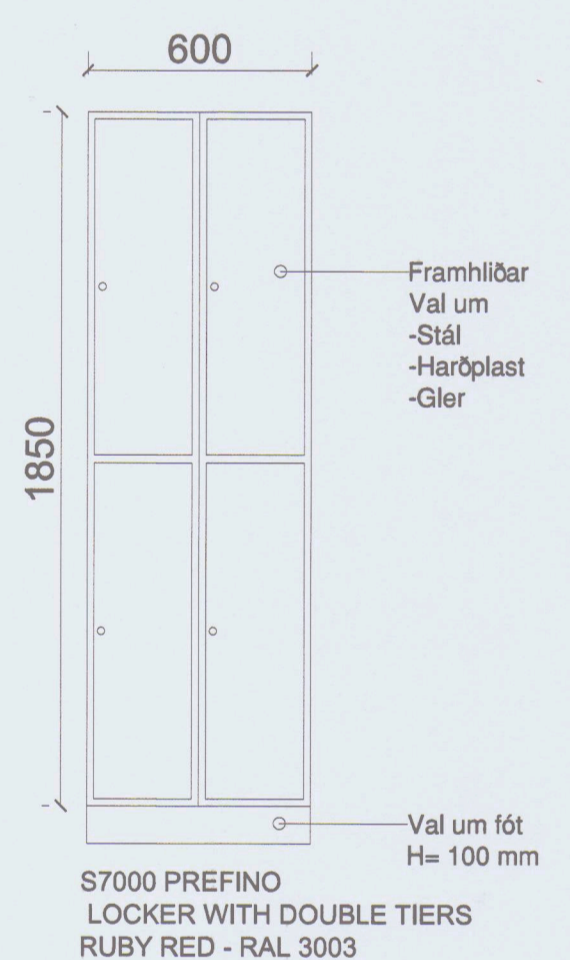 600
1850
Framhliðar
Val um
-Stál
-Harðplast
-Gler
Val um fót
H= 100 mm
S7000 PREFINO
LOCKER WITH DOUBLE TIERS
RUBY RED - RAL 3003